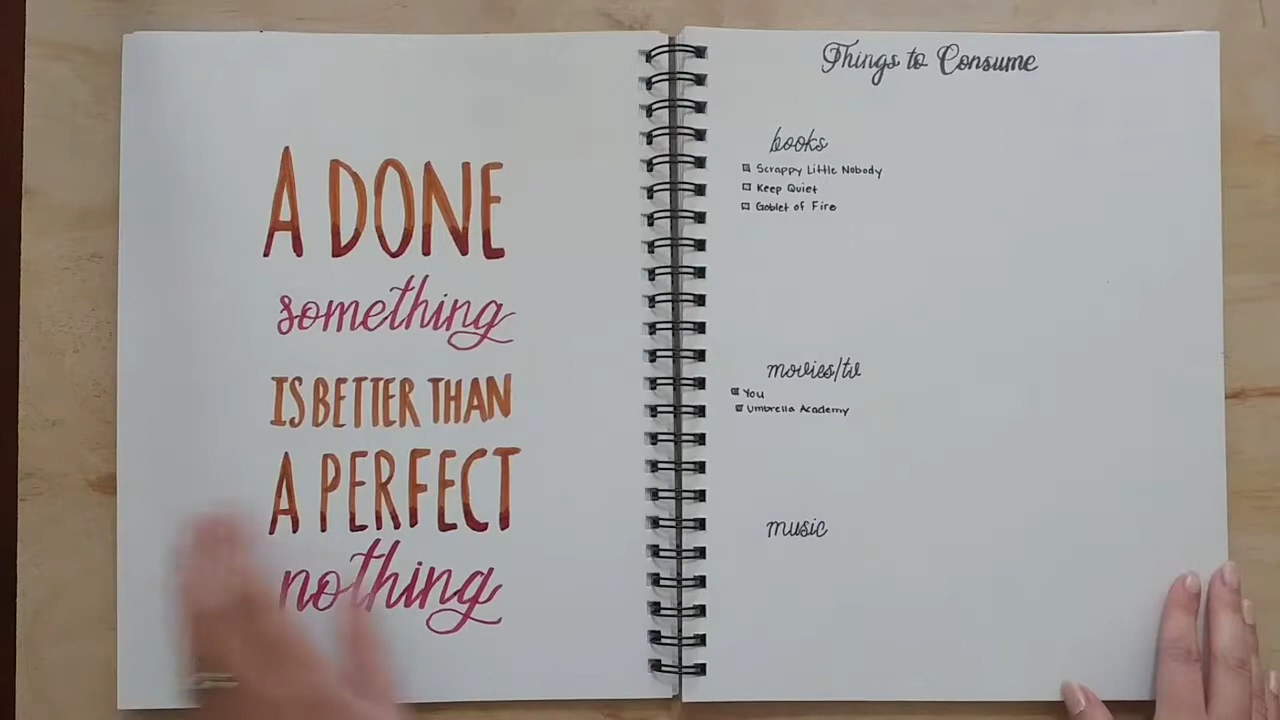 A DONE
something
IS BETTER THAN
A PERFECT
nothing
Things to Consume
books
Scrappy Little Nobody
Keep Quiet
Goblet of Fire
movies/tv
You
Umbrella Academy
music